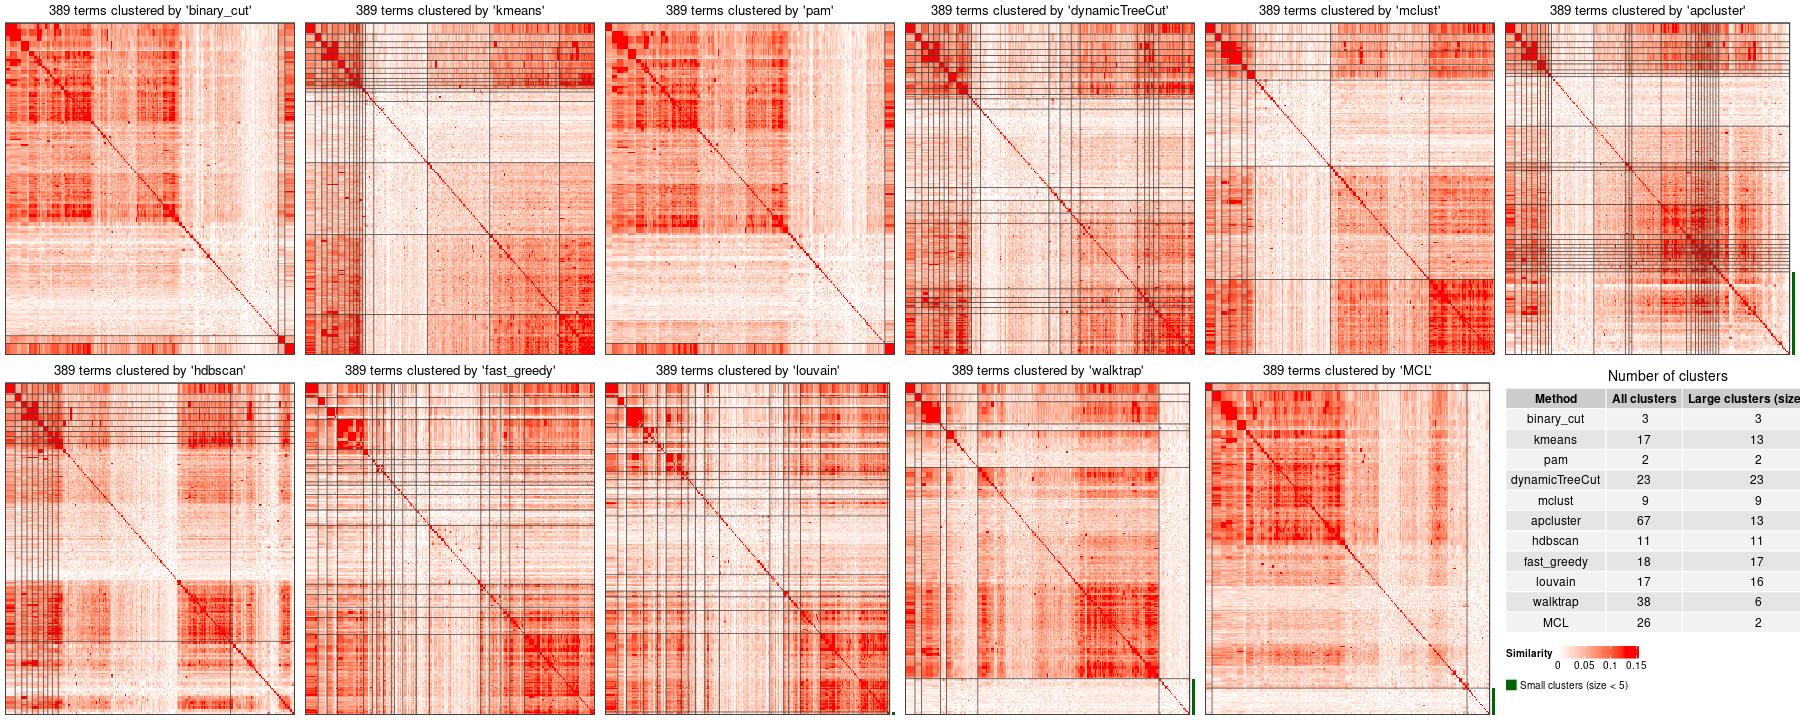 389 terms clustered by 'binary_cut'
389 terms clustered by 'kmeans'
389 terms clustered by 'pam'
389 terms clustered by 'dynamicTreeCut'
389 terms clustered by 'mclust'
389 terms clustered by 'apcluster'
389 terms clustered by 'hdbscan'
389 terms clustered by 'fast_greedy'
389 terms clustered by 'louvain'
389 terms clustered by 'walktrap'
389 terms clustered by 'MCL'
Number of clusters
Method All clusters Large clusters (size
binary_cut 3 3
kmeans 17 13
pam 2 2
dynamicTreeCut 23 23
mclust 9 9
apcluster 67 13
hdbscan 11 11
fast_greedy 18 17
louvain 17 16
walktrap 38 6
MCL 26 2
Similarity
0 0.05 0.1 0.15
Small clusters (size < 5)